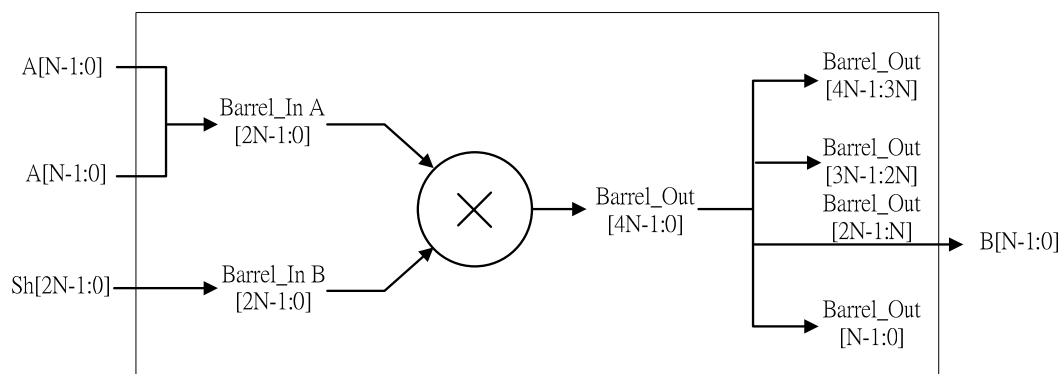 A[N-1:0]
A[N-1:0]
Sh[2N-1:0]
Barrel_In A
[2N-1:0]
Barrel_In B
[2N-1:0]
Barrel_Out
[4N-1:0]
Barrel_Out
[4N-1:3N]
Barrel_Out
[3N-1:2N]
Barrel_Out
[2N-1:N]
Barrel_Out
[N-1:0]
B[N-1:0]